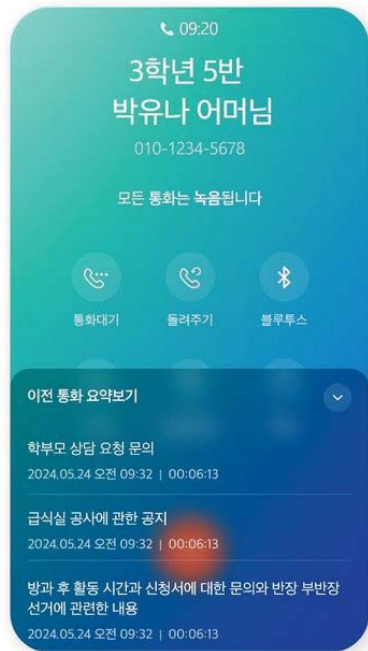 09:20
3학년 5반
박유나 어머님
010-1234-5678
모든 통화는 녹음됩니다
통화대기 돌려주기 블루투스
이전 통화 요약보기
학부모 상담 요청 문의
2024.05.24 오전 09:32 | 00:06:13
급식실 공사에 관한 공지
2024.05.24 오전 09:32 | 00:06:13
방과 후 활동 시간과 신청서에 대한 문의와 반장 부반장
선거에 관련한 내용
2024.05.24 오전 09:32 | 00:06:13